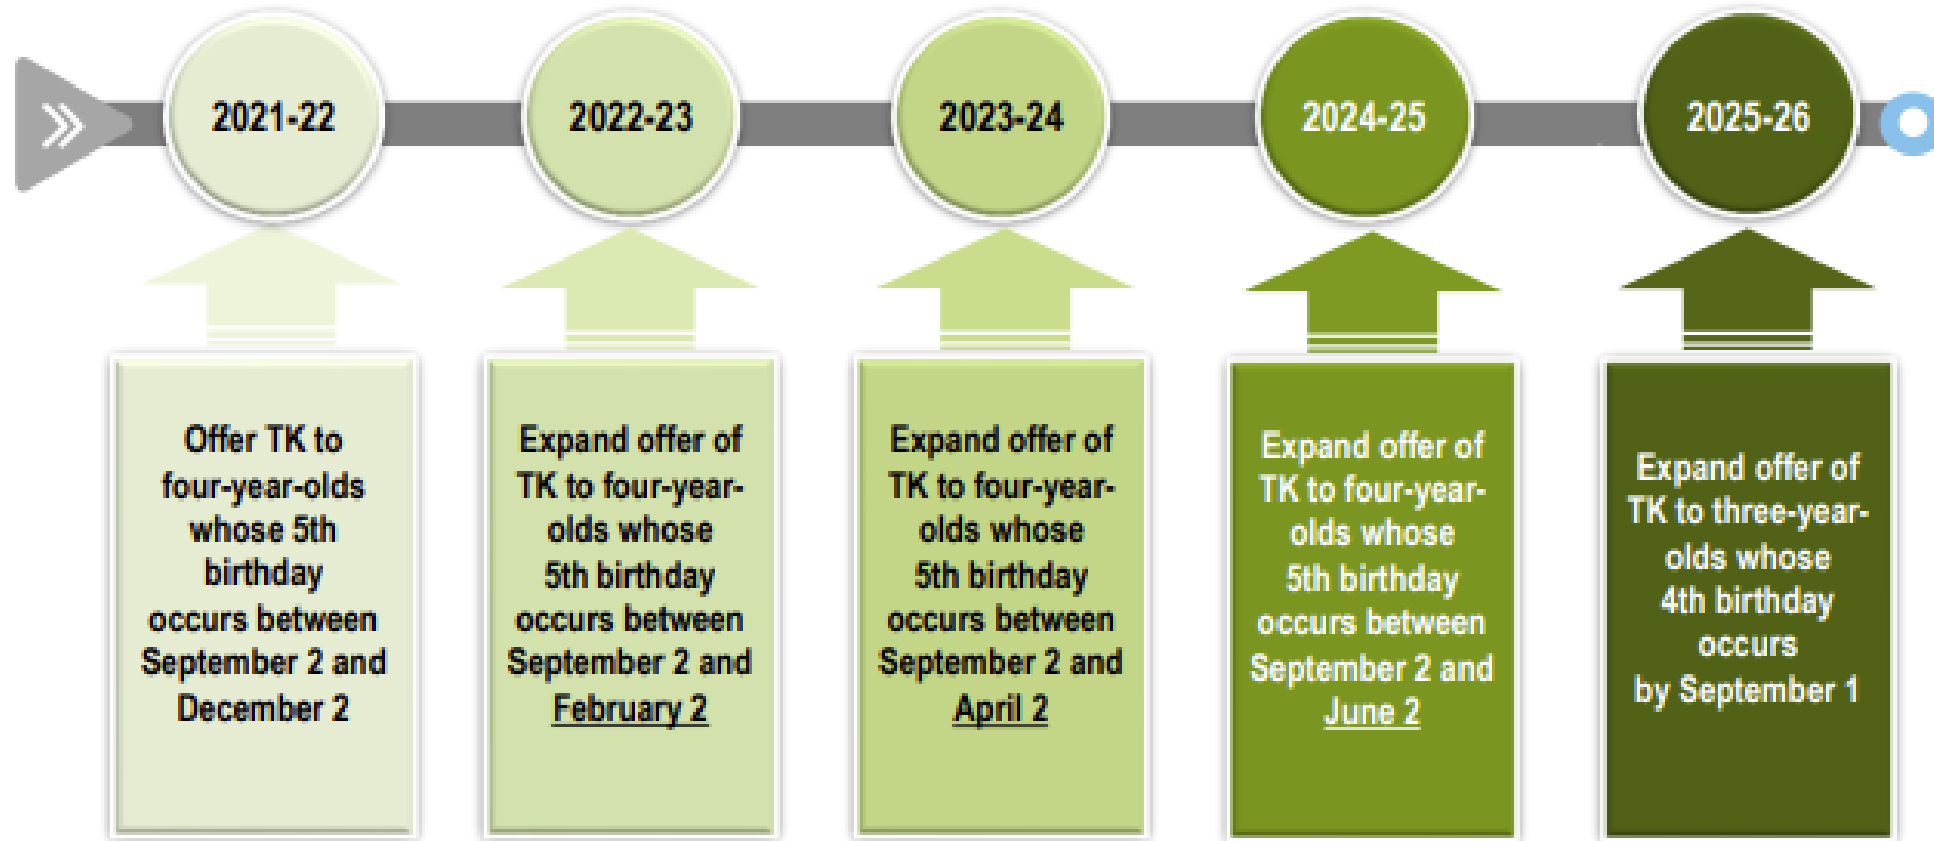 2021-22
2022-23
2023-24
2024-25
2025-26
Offer TK to
four-year-olds
whose 5th
birthday
occurs between
September 2 and
December 2
Expand offer of
TK to four-year-
olds whose
5th birthday
occurs between
September 2 and
February 2
Expand offer of
TK to four-year-
olds whose
5th birthday
occurs between
September 2 and
April 2
Expand offer of
TK to four-year-
olds whose
5th birthday
occurs between
September 2 and
June 2
Expand offer of
TK to three-year-
olds whose
4th birthday
occurs
by September 1